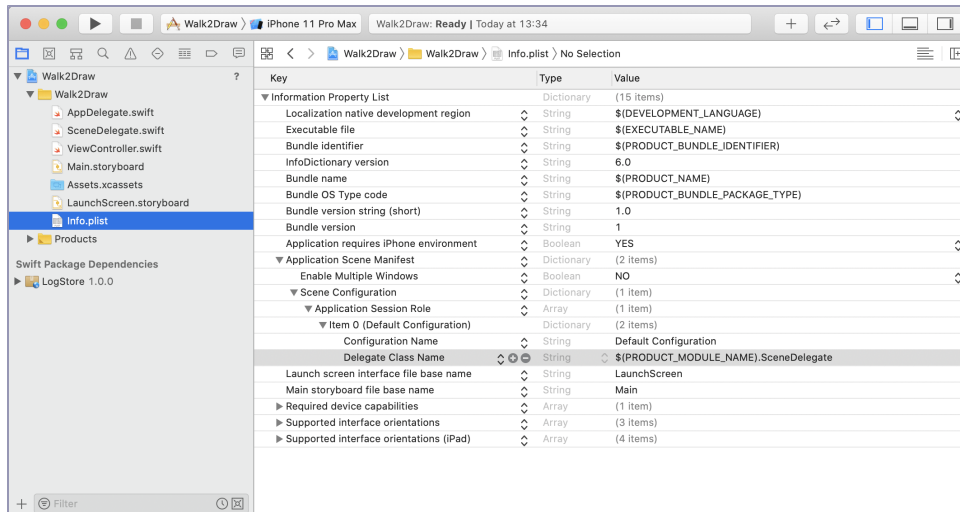 Walk2Draw iPhone 11 Pro Max Walk2Draw: Ready | Today at 13:34
Walk2Draw Walk2Draw Info.plist No Selection
Walk2Draw ?
Walk2Draw
AppDelegate.swift
SceneDelegate.swift
ViewController.swift
Main.storyboard
Assets.xcassets
LaunchScreen.storyboard
Info.plist
Products
Swift Package Dependencies
LogStore 1.0.0
Filter
Key Type Value
Information Property List Dictionary (15 items)
Localization native development region String $(DEVELOPMENT_LANGUAGE)
Executable file String $(EXECUTABLE_NAME)
Bundle identifier String $(PRODUCT_BUNDLE_IDENTIFIER)
InfoDictionary version String 6.0
Bundle name String $(PRODUCT_NAME)
Bundle OS Type code String $(PRODUCT_BUNDLE_PACKAGE_TYPE)
Bundle version string (short) String 1.0
Bundle version String 1
Application requires iPhone environment Boolean YES
Application Scene Manifest Dictionary (2 items)
Enable Multiple Windows Boolean NO
Scene Configuration Dictionary (1 item)
Application Session Role Array (1 item)
Item 0 (Default Configuration) Dictionary (2 items)
Configuration Name String Default Configuration
Delegate Class Name String $(PRODUCT_MODULE_NAME).SceneDelegate
Launch screen interface file base name String LaunchScreen
Main storyboard file base name String Main
Required device capabilities Array (1 item)
Supported interface orientations Array (3 items)
Supported interface orientations (iPad) Array (4 items)